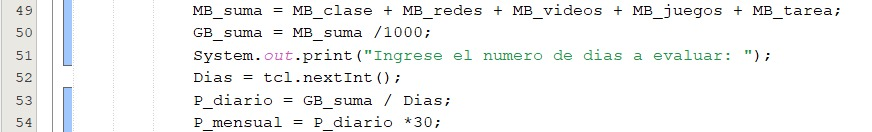 49 MB_suma = MB_clase + MB_redes + MB_videos + MB_juegos + MB_tarea;
50 GB_suma = MB_suma /1000;
51 System.out.print("Ingrese el numero de dias a evaluar: ");
52 Dias = tcl.nextInt();
53 P_diario = GB_suma / Dias;
54 P_mensual = P_diario *30;